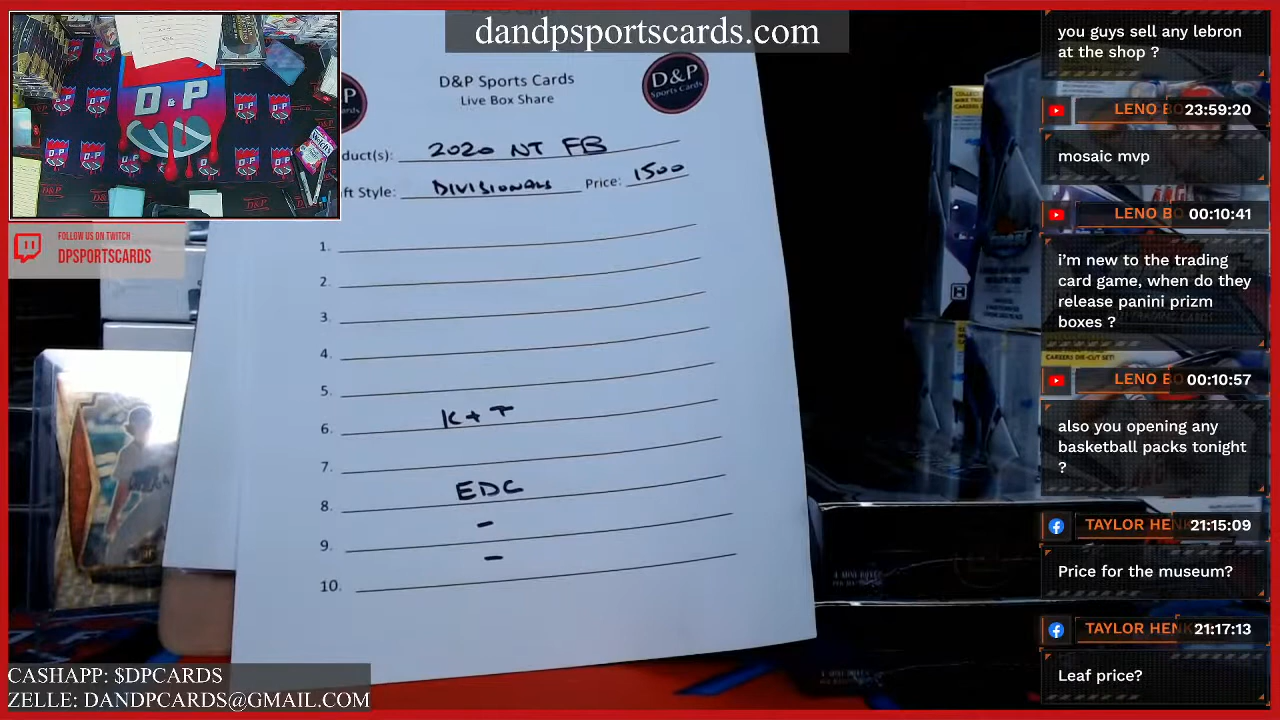 dandpsportscards.com
D&P Sports Cards
Live Box Share
D&P
Sports Cards
duct(s): 2020 NT FB
ft Style: DIVISIONALS Price: 1500
1.
2.
3.
4.
5.
6. K+T
7.
8. EDC
9. -
10. -
D & P
FOLLOW US ON TWITCH
DPSPORTSCARDS
CASHAPP: $DPCARDS
ZELLE: DANDPCARDS@GMAIL.COM
you guys sell any lebron
at the shop ?
LENO B 23:59:20
mosaic mvp
LENO B 00:10:41
i'm new to the trading
card game, when do they
release panini prizm
boxes ?
LENO B 00:10:57
also you opening any
basketball packs tonight
?
TAYLOR HEN 21:15:09
Price for the museum?
TAYLOR HENK 21:17:13
Leaf price?